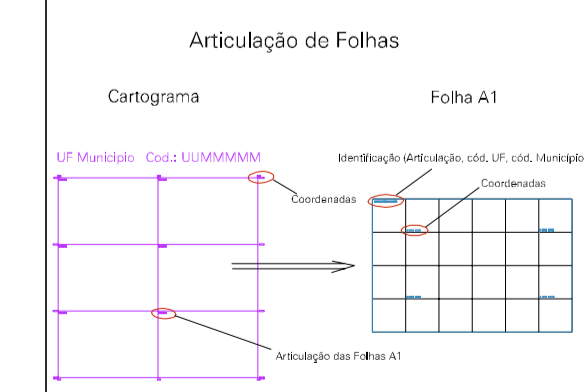 Articulação de Folhas
Cartograma
Folha A1
UF Municipio Cod.: UUMMMMM
Identificação (Articulação, cód. UF, cód. Município
Coordenadas
Coordenadas
Articulação das Folhas A1